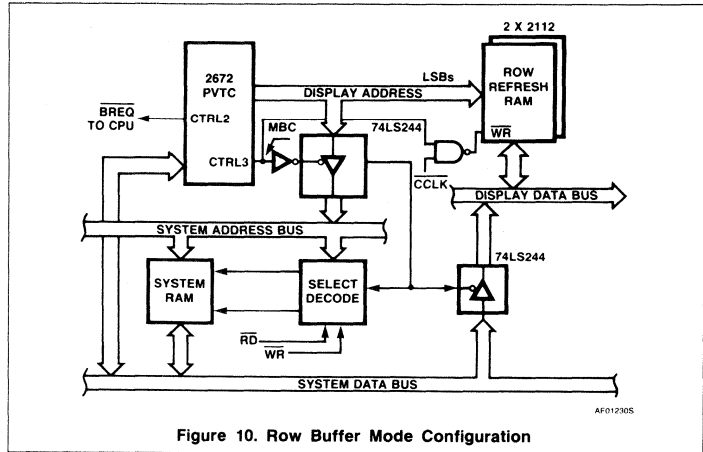 2 X 2112
2672
PVTC
LSBs
DISPLAY ADDRESS
ROW
REFRESH
RAM
BREQ
TO CPU
CTRL2
MBC
74LS244
WR
CTRL3
CCLK
DISPLAY DATA BUS
SYSTEM ADDRESS BUS
74LS244
SYSTEM
RAM
SELECT
DECODE
RD
WR
SYSTEM DATA BUS
AF01230S
Figure 10. Row Buffer Mode Configuration